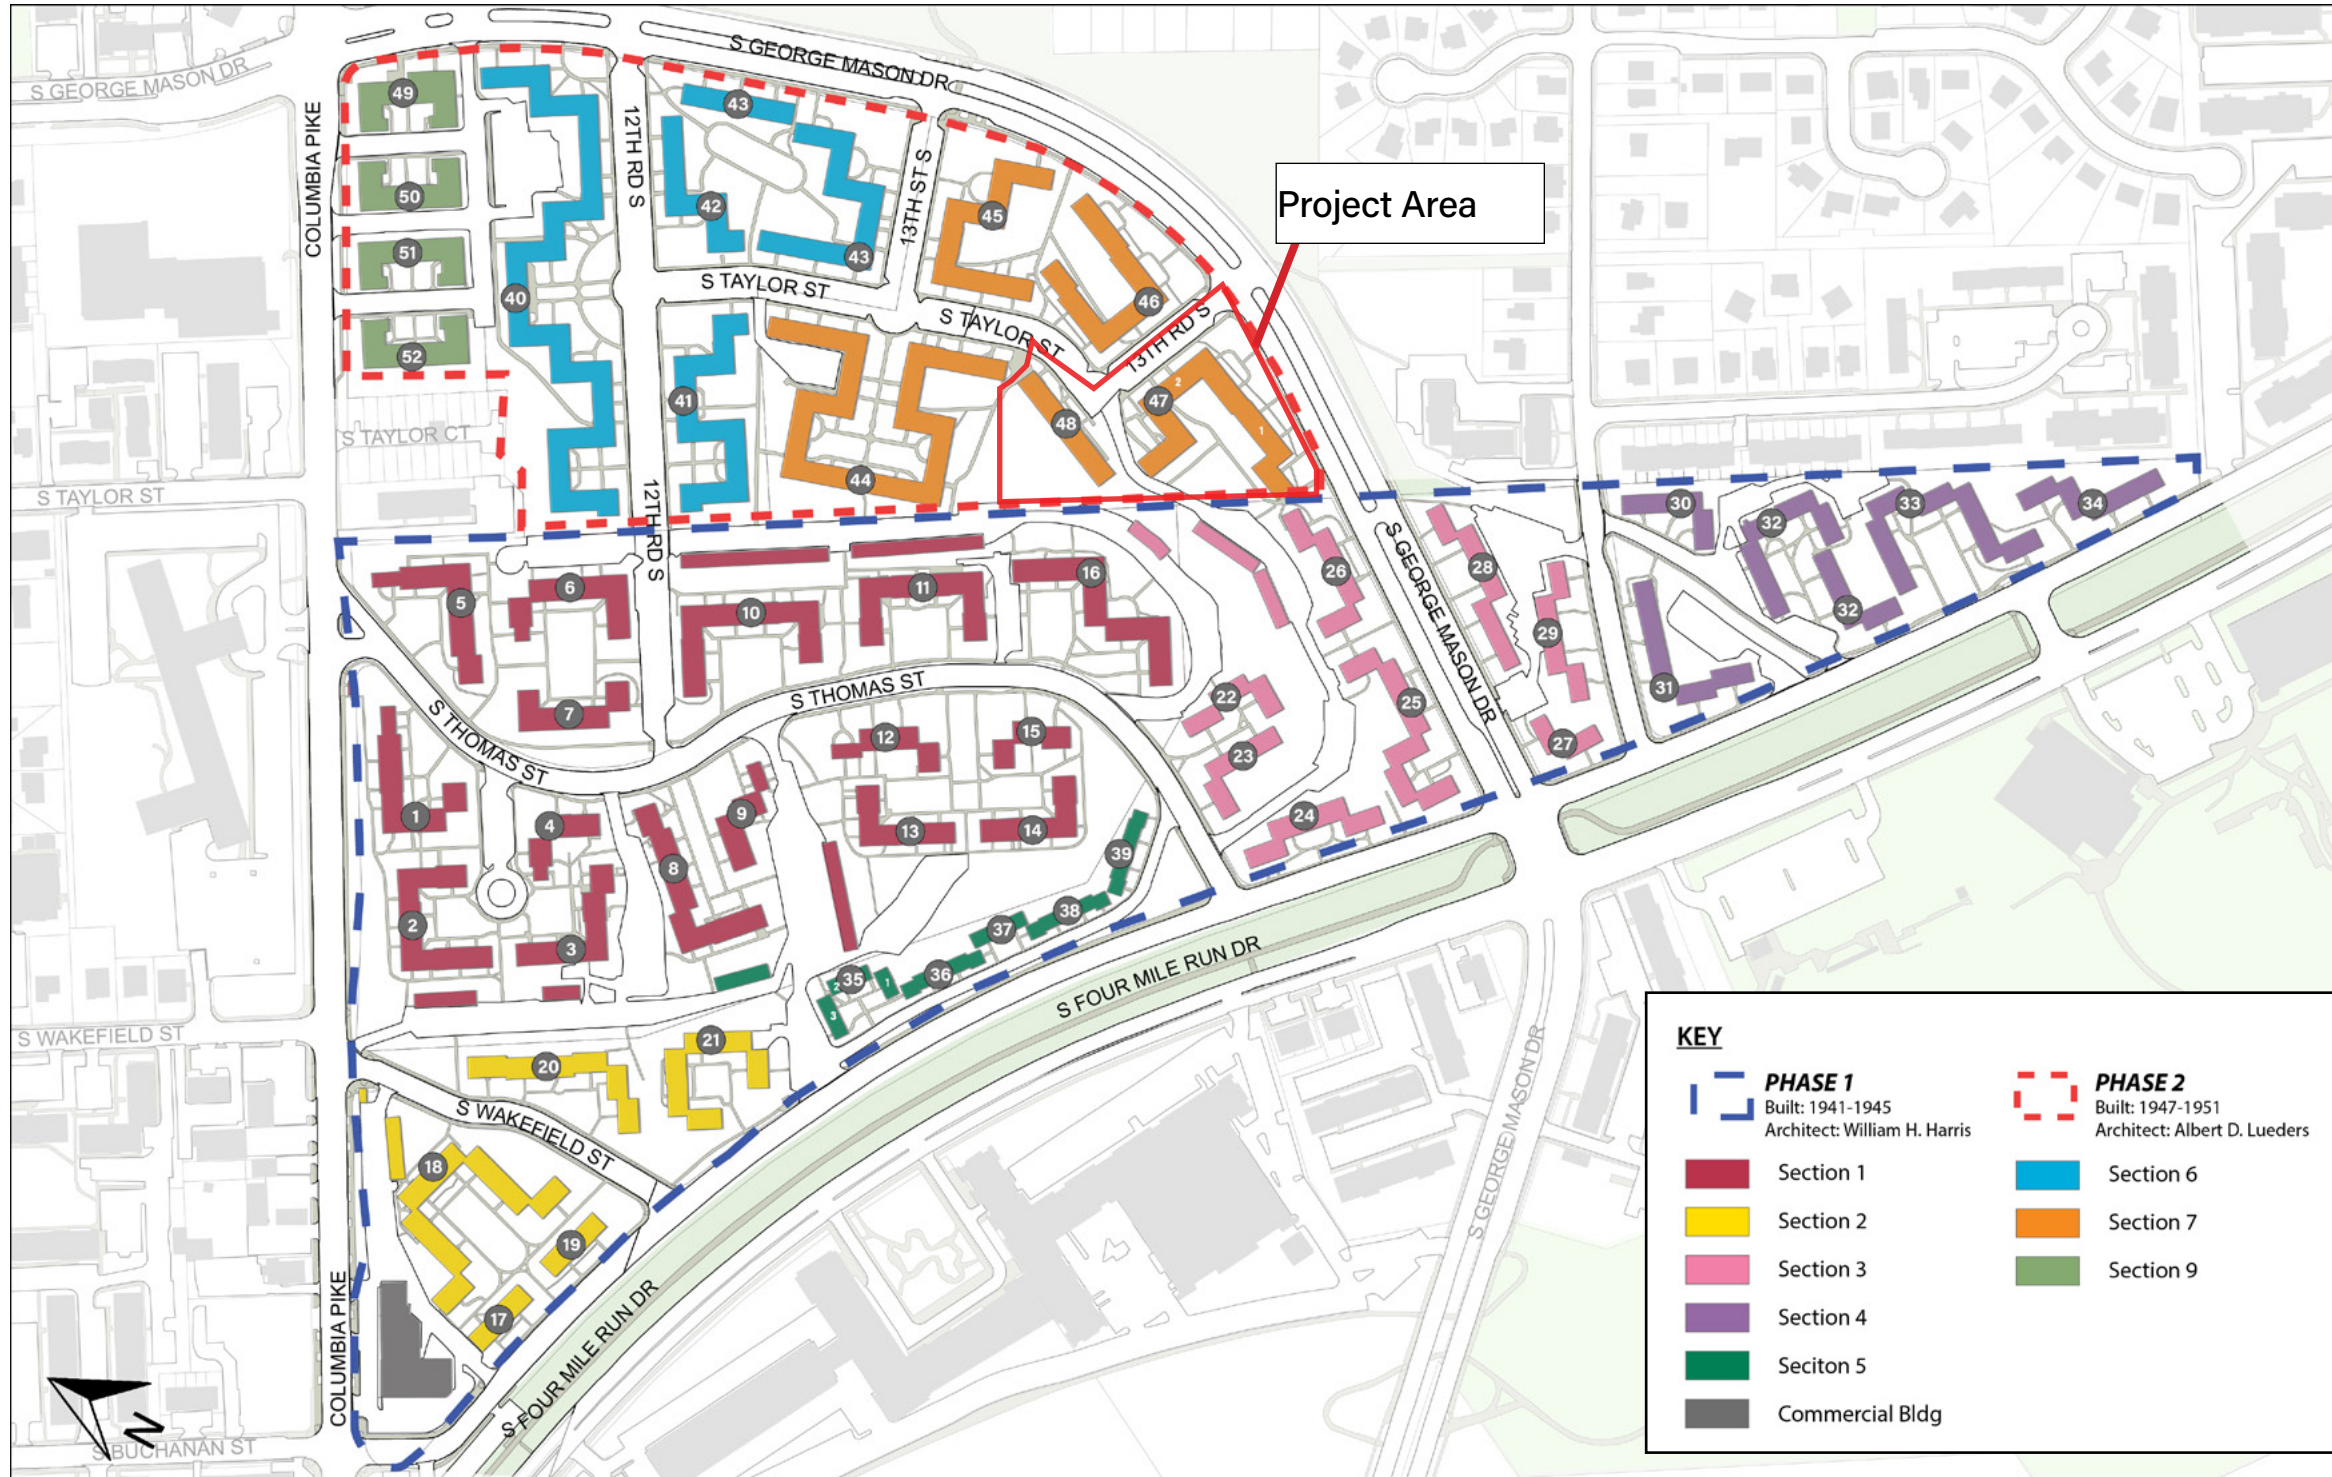 S GEORGE MASON DR
S GEORGE MASON DR
COLUMBIA PIKE
12TH RD S
13TH ST S
49
43
50
42
45
51
43
40
46
52
S TAYLOR ST
S TAYLOR ST
13TH RD S
Project Area
41
48
47
2
1
44
S TAYLOR CT
S TAYLOR ST
12TH RD S
S GEORGE MASON DR
30
32
33
34
28
26
29
32
31
27
25
5
6
10
11
16
7
S THOMAS ST
S THOMAS ST
22
23
24
12
15
1
4
9
13
14
8
39
2
3
38
37
36
35
2
1
3
S FOUR MILE RUN DR
S WAKEFIELD ST
20
21
S WAKEFIELD ST
18
19
17
COLUMBIA PIKE
S FOUR MILE RUN DR
S BUCHANAN ST
N
S GEORGE MASON DR
KEY
PHASE 1
Built: 1941-1945
Architect: William H. Harris
Section 1
Section 2
Section 3
Section 4
Seciton 5
Commercial Bldg
PHASE 2
Built: 1947-1951
Architect: Albert D. Lueders
Section 6
Section 7
Section 9